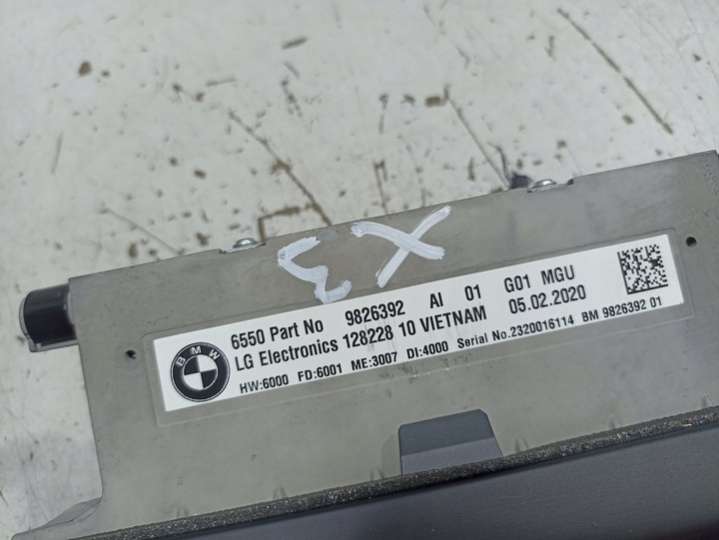 X3
6550 Part No 9826392 AI 01 G01 MGU
LG Electronics 128228 10 VIETNAM 05.02.2020
HW:6000 FD:6001 ME:3007 DI:4000 Serial No.2320016114 BM 9826392 01
BMW